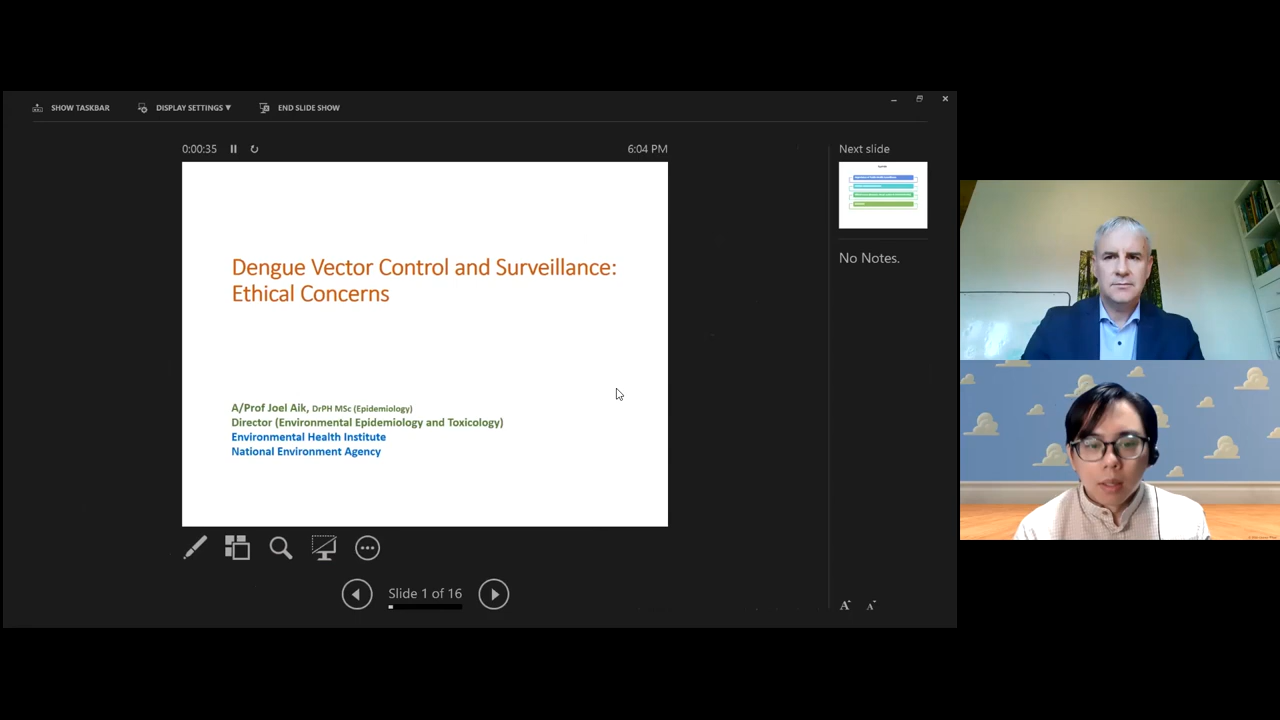 SHOW TASKBAR
DISPLAY SETTINGS ▼
END SLIDE SHOW
0:00:35
6:04 PM
Next slide
Dengue Vector Control and Surveillance:
Ethical Concerns
No Notes.
A/Prof Joel Aik, DrPH MSc (Epidemiology)
Director (Environmental Epidemiology and Toxicology)
Environmental Health Institute
National Environment Agency
Slide 1 of 16
A A